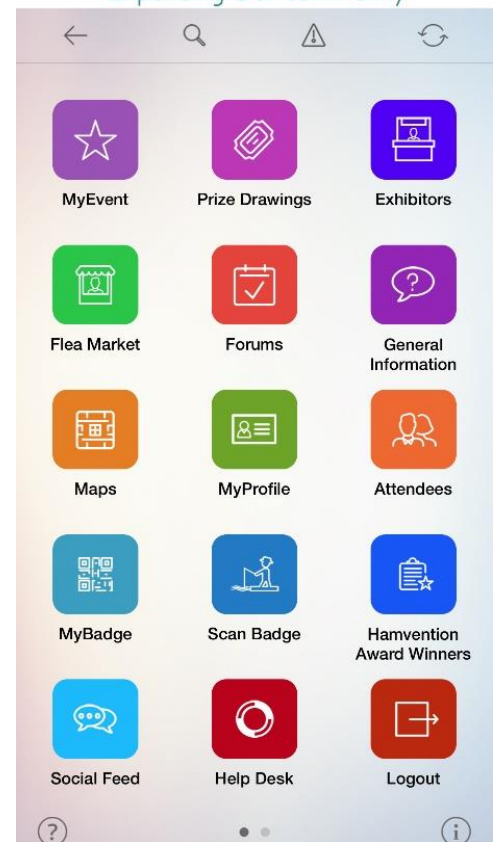 MyEvent
Prize Drawings
Exhibitors
Flea Market
Forums
General
Information
Maps
MyProfile
Attendees
MyBadge
Scan Badge
Hamvention
Award Winners
Social Feed
Help Desk
Logout